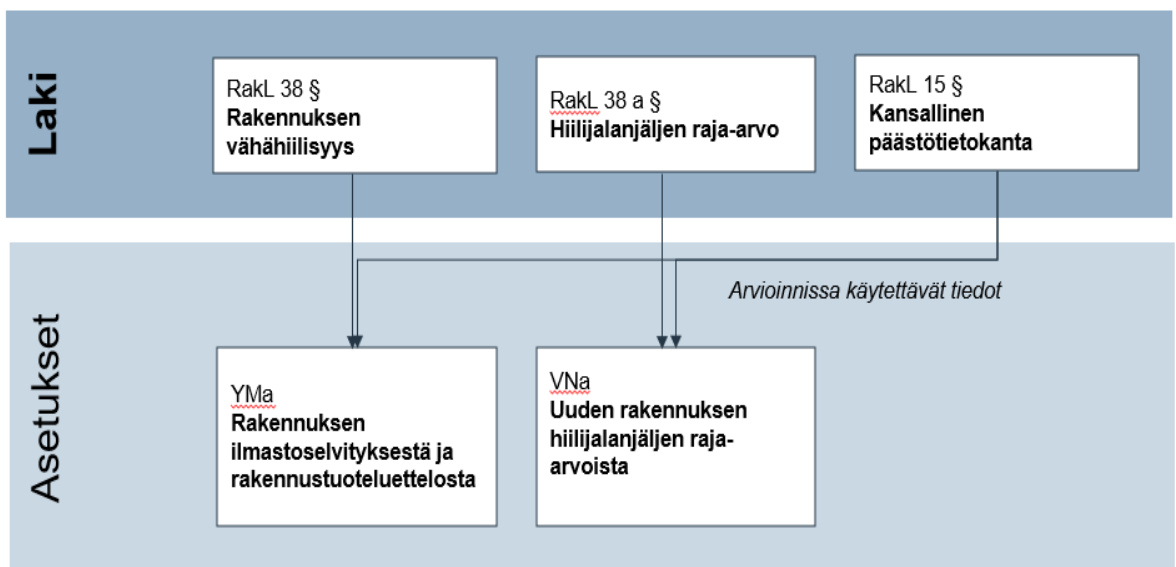 Laki
RakL 38 §
Rakennuksen
vähähiilisyys
RakL 38 a §
Hiilijalanjäljen raja-arvo
RakL 15 §
Kansallinen
päästötietokanta
Asetukset
Arvioinnissa käytettävät tiedot
YMa
Rakennuksen
ilmastoselvityksestä ja
rakennustuoteluettelosta
VNa
Uuden rakennuksen
hiilijalanjäljen raja-
arvoista